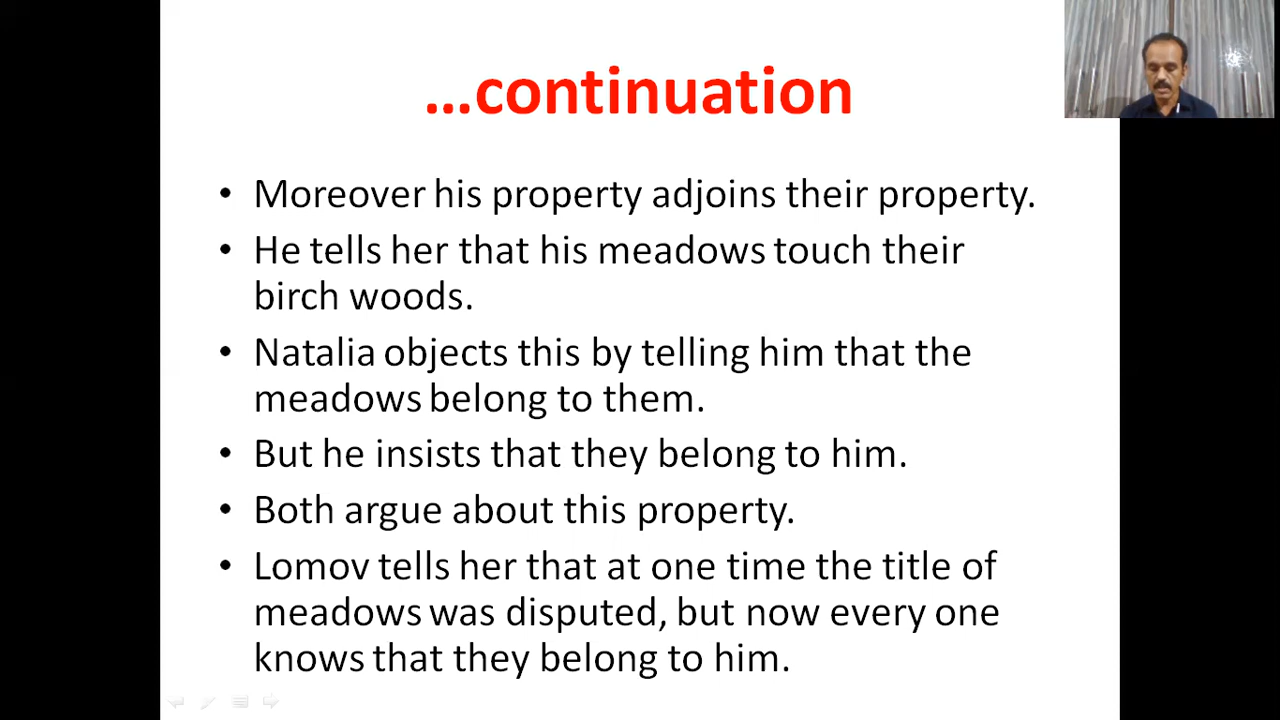 ...continuation
• Moreover his property adjoins their property.
• He tells her that his meadows touch their
birch woods.
• Natalia objects this by telling him that the
meadows belong to them.
• But he insists that they belong to him.
• Both argue about this property.
• Lomov tells her that at one time the title of
meadows was disputed, but now every one
knows that they belong to him.